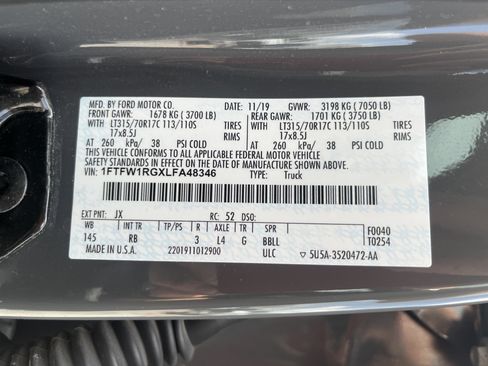 MFD. BY FORD MOTOR CO. 11/19 GVWR: 3198 KG (7050 LB)
FRONT GAWR: 1678 KG (3700 LB) REAR GAWR: 1701 KG (3750 LB)
LT315/70R17C 113/110S TIRES LT315/70R17C 113/110S TIRES
17x8.5J RIMS 17x8.5J RIMS
AT 260 kPa/ 38 PSI COLD AT 260 kPa/ 38 PSI COLD
THIS VEHICLE CONFORMS TO ALL APPLICABLE FEDERAL MOTOR VEHICLE
SAFETY STANDARDS IN EFFECT ON THE DATE OF MANUFACTURE SHOWN ABOVE.
VIN: 1FTFW1RGXLFA48346 TYPE: Truck
EXT PNT: JX RC: 52 DSO: F0040
WB BRK INT TR TP/PS R AXLE TR SPR T0254
145 RB 3 L4 G BBLL
MADE IN U.S.A. 2201911012900 ULC ▽ 5U5A-3520472-AA